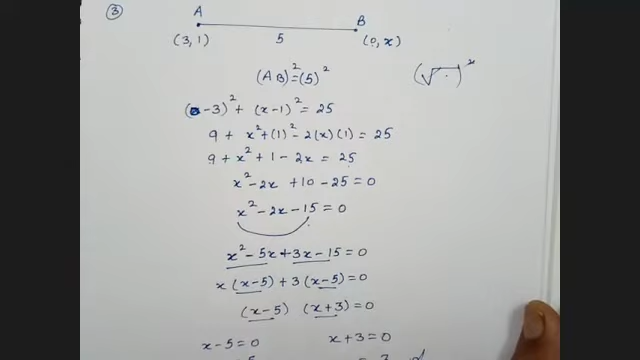 ③
A B
(3, 1) 5 (0, x)
(AB)² = (5)² (√ )²
(0-3)² + (x-1)² = 25
9 + x² + (1)² - 2(x)(1) = 25
9 + x² + 1 - 2x = 25
x² - 2x + 10 - 25 = 0
x² - 2x - 15 = 0
x² - 5x + 3x - 15 = 0
x (x-5) + 3 (x-5) = 0
(x-5) (x+3) = 0
x - 5 = 0 x + 3 = 0